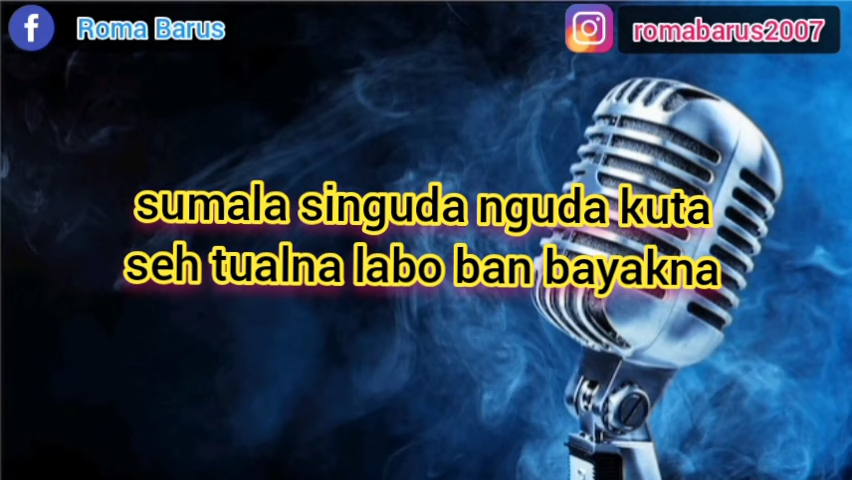 Roma Barus
romabarus2007
sumala singuda nguda kuta
seh tualna labo ban bayakna